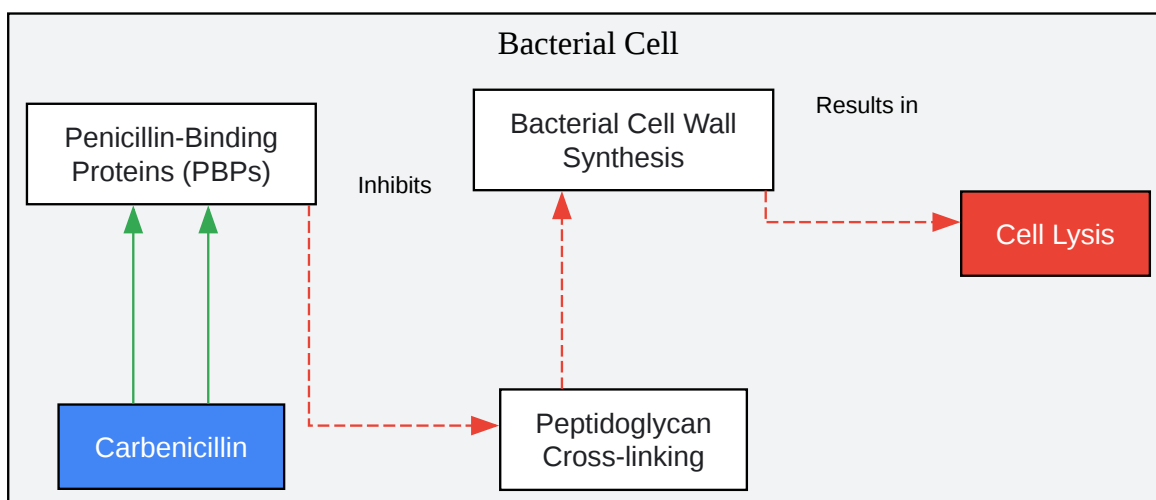 Bacterial Cell
Penicillin-Binding
Proteins (PBPs)
Inhibits
Bacterial Cell Wall
Synthesis
Results in
Cell Lysis
Carbenicillin
Peptidoglycan
Cross-linking